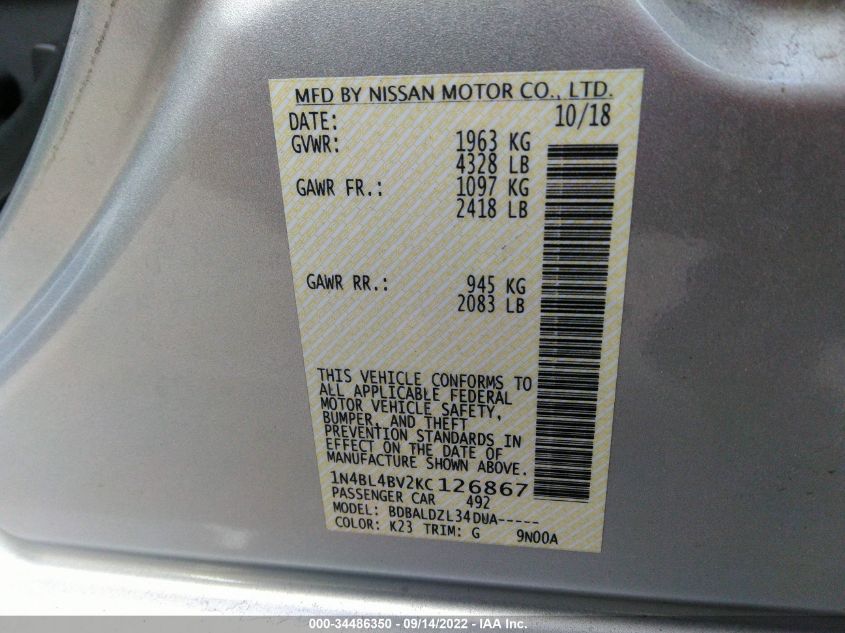 MFD BY NISSAN MOTOR CO., LTD.
DATE: 10/18
GVWR: 1963 KG
4328 LB
GAWR FR.: 1097 KG
2418 LB
GAWR RR.: 945 KG
2083 LB
THIS VEHICLE CONFORMS TO
ALL APPLICABLE FEDERAL
MOTOR VEHICLE SAFETY,
BUMPER, AND THEFT
PREVENTION STANDARDS IN
EFFECT ON THE DATE OF
MANUFACTURE SHOWN ABOVE.
1N4BL4BV2KC126867
PASSENGER CAR 492
MODEL: BDBALDZL34DUA-----
COLOR: K23 TRIM: G 9N00A
000-34486350 - 09/14/2022 - IAA Inc.